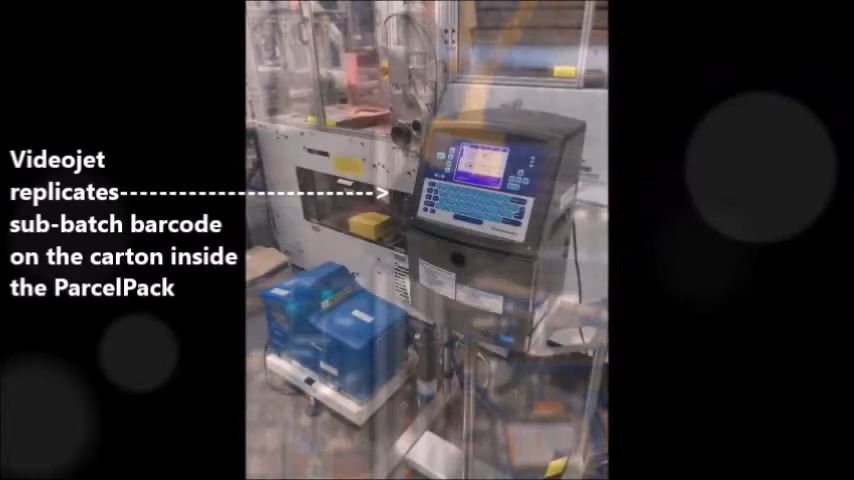 Videojet
replicates------------------------------->
sub-batch barcode
on the carton inside
the ParcelPack